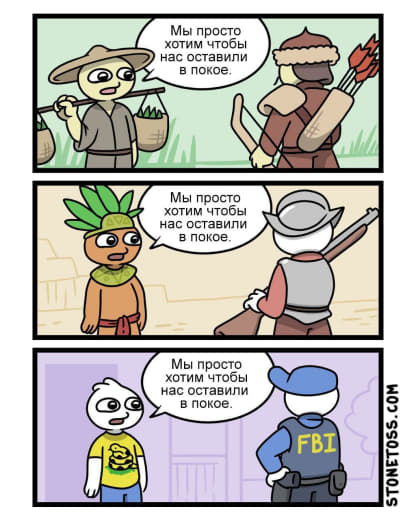 Мы просто
хотим чтобы
нас оставили
в покое.
Мы просто
хотим чтобы
нас оставили
в покое.
Мы просто
хотим чтобы
нас оставили
в покое.
FBI
STONETOSS.COM